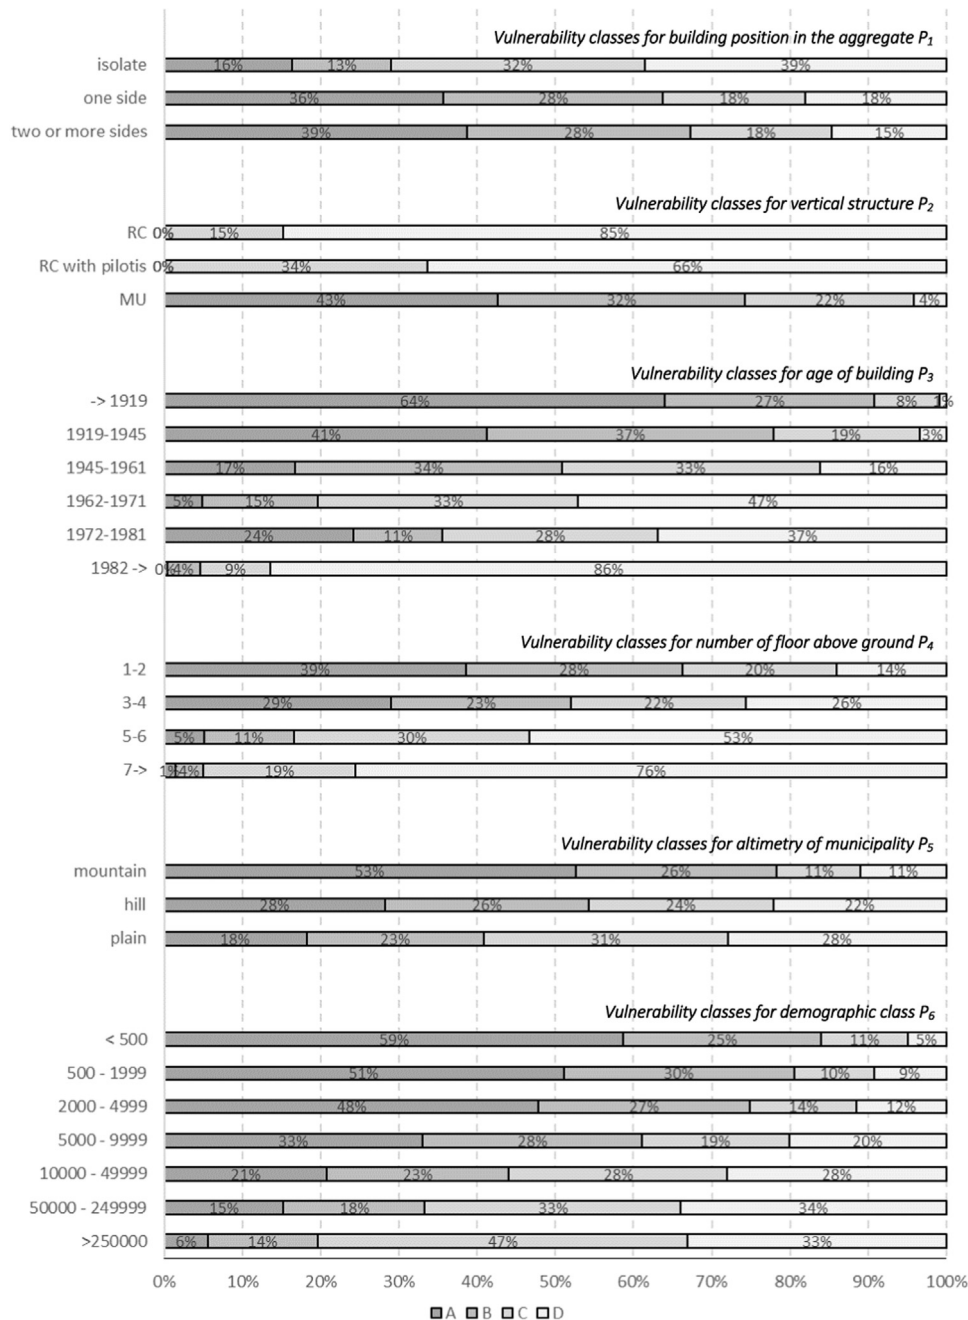 Vulnerability classes for building position in the aggregate P1
isolate 16% 13% 32% 39%
one side 36% 28% 18% 18%
two or more sides 39% 28% 18% 15%
Vulnerability classes for vertical structure P2
RC 0% 15% 85%
RC with pilotis 0% 34% 66%
MU 43% 32% 22% 4%
Vulnerability classes for age of building P3
-> 1919 64% 27% 8% 1%
1919-1945 41% 37% 19% 3%
1945-1961 17% 34% 33% 16%
1962-1971 5% 15% 33% 47%
1972-1981 24% 11% 28% 37%
1982 -> 0% 4% 9% 86%
Vulnerability classes for number of floor above ground P4
1-2 39% 28% 20% 14%
3-4 29% 23% 22% 26%
5-6 5% 11% 30% 53%
7-> 1% 4% 19% 76%
Vulnerability classes for altimetry of municipality P5
mountain 53% 26% 11% 11%
hill 28% 26% 24% 22%
plain 18% 23% 31% 28%
Vulnerability classes for demographic class P6
< 500 59% 25% 11% 5%
500 - 1999 51% 30% 10% 9%
2000 - 4999 48% 27% 14% 12%
5000 - 9999 33% 28% 19% 20%
10000 - 49999 21% 23% 28% 28%
50000 - 249999 15% 18% 33% 34%
>250000 6% 14% 47% 33%
0% 10% 20% 30% 40% 50% 60% 70% 80% 90% 100%
A B C D